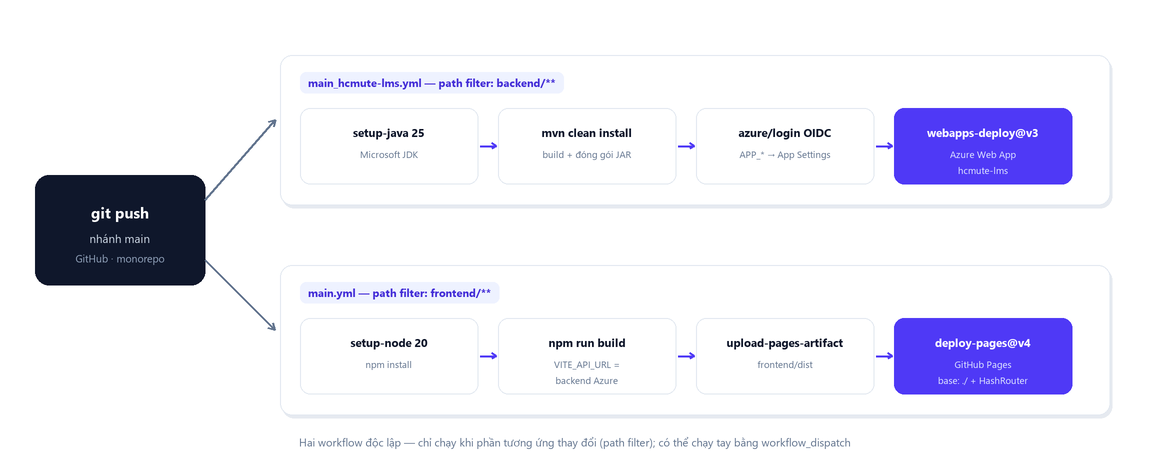 git push
nhánh main
GitHub · monorepo
main_hcmute-lms.yml — path filter: backend/**
setup-java 25
Microsoft JDK
mvn clean install
build + đóng gói JAR
azure/login OIDC
APP_* → App Settings
webapps-deploy@v3
Azure Web App
hcmute-lms
main.yml — path filter: frontend/**
setup-node 20
npm install
npm run build
VITE_API_URL =
backend Azure
upload-pages-artifact
frontend/dist
deploy-pages@v4
GitHub Pages
base: ./ + HashRouter
Hai workflow độc lập — chỉ chạy khi phần tương ứng thay đổi (path filter); có thể chạy tay bằng workflow_dispatch